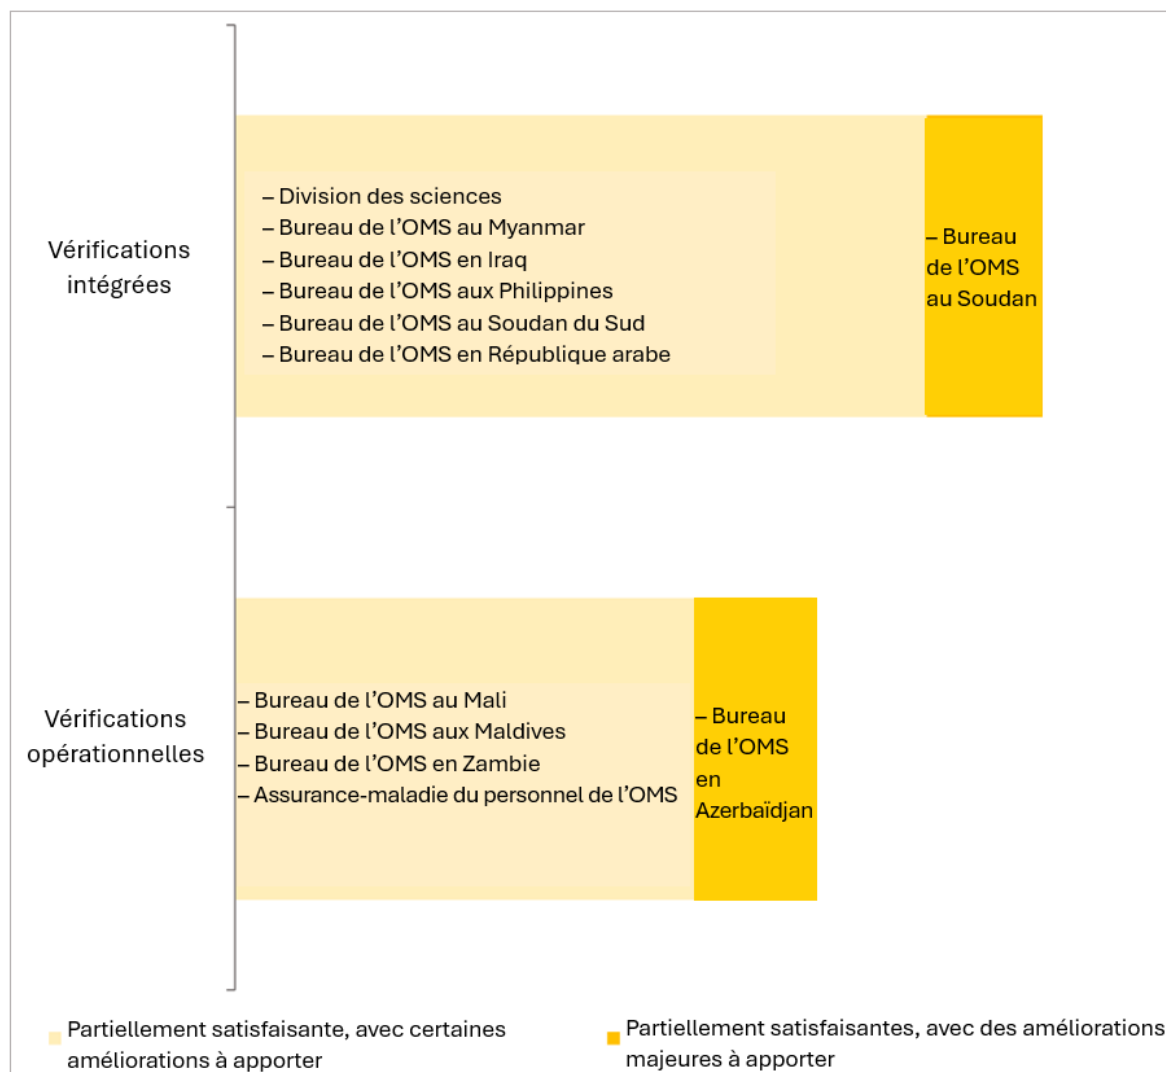 Vérifications
intégrées
– Division des sciences
– Bureau de l’OMS au Myanmar
– Bureau de l’OMS en Iraq
– Bureau de l’OMS aux Philippines
– Bureau de l’OMS au Soudan du Sud
– Bureau de l’OMS en République arabe
– Bureau
de l’OMS
au Soudan
Vérifications
opérationnelles
– Bureau de l’OMS au Mali
– Bureau de l’OMS aux Maldives
– Bureau de l’OMS en Zambie
– Assurance-maladie du personnel de l’OMS
– Bureau
de l’OMS
en
Azerbaïdjan
Partiellement satisfaisante, avec certaines
améliorations à apporter
Partiellement satisfaisantes, avec des améliorations
majeures à apporter